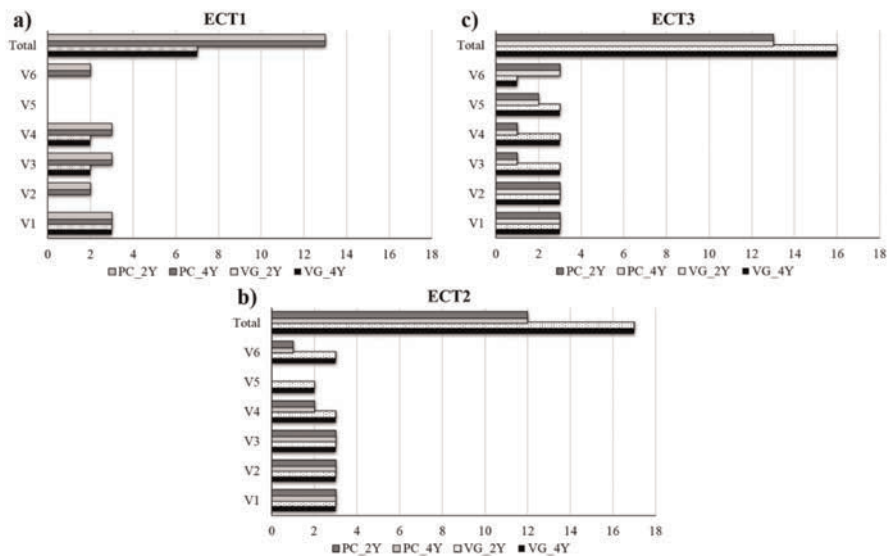 a)
ECT1
Total
V6
V5
V4
V3
V2
V1
0 2 4 6 8 10 12 14 16 18
PC_2Y PC_4Y VG_2Y VG_4Y
c)
ECT3
Total
V6
V5
V4
V3
V2
V1
0 2 4 6 8 10 12 14 16 18
PC_2Y PC_4Y VG_2Y VG_4Y
b)
ECT2
Total
V6
V5
V4
V3
V2
V1
0 2 4 6 8 10 12 14 16 18
PC_2Y PC_4Y VG_2Y VG_4Y